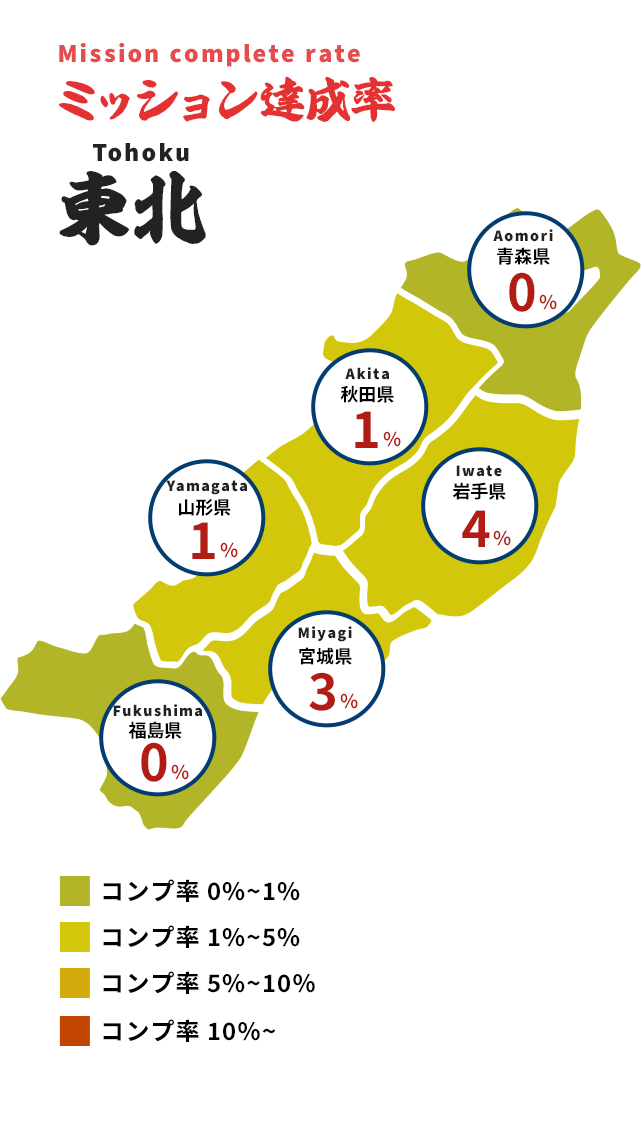 Mission complete rate
ミッション達成率
Tohoku
東北
Aomori
青森県
0%
Akita
秋田県
1%
Iwate
岩手県
4%
Yamagata
山形県
1%
Miyagi
宮城県
3%
Fukushima
福島県
0%
コンプ率 0%~1%
コンプ率 1%~5%
コンプ率 5%~10%
コンプ率 10%~